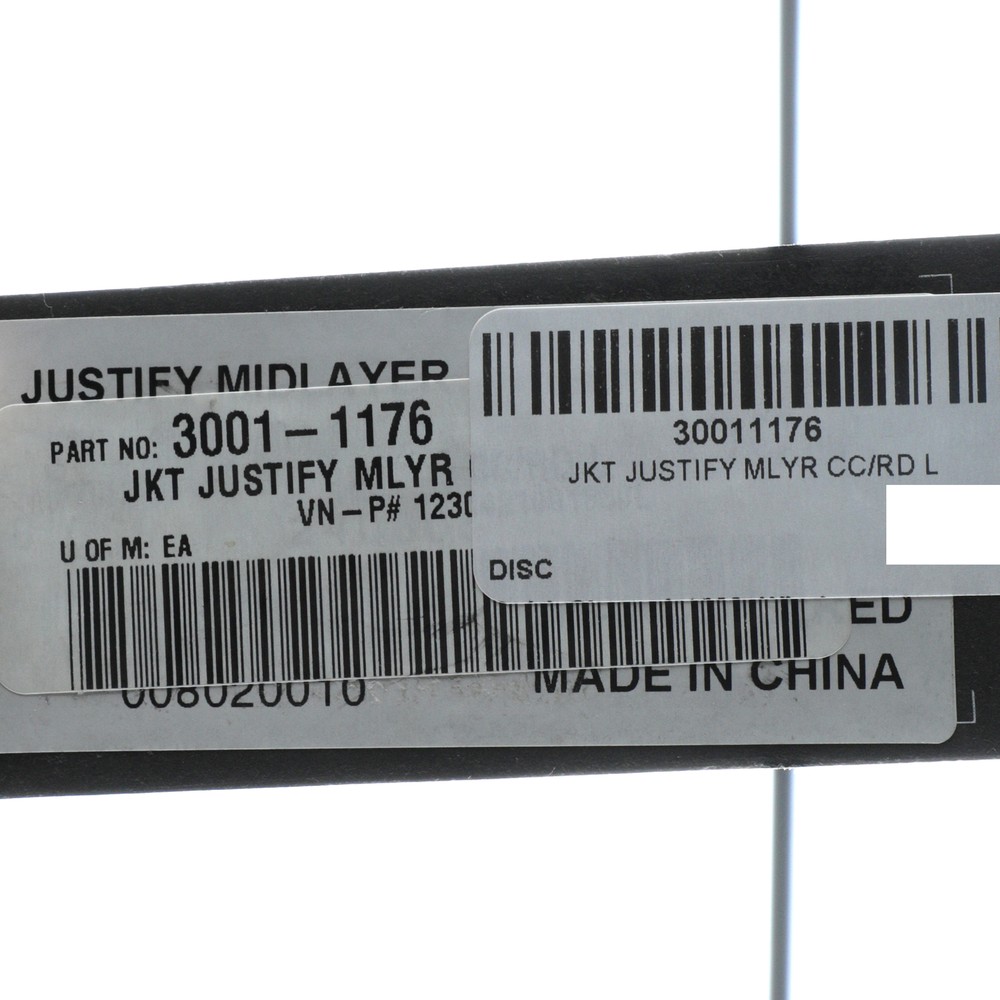 JUSTIFY MIDLAYER
PART NO: 3001-1176
JKT JUSTIFY MLYR
VN-P# 1230
U OF M: EA
30011176
JKT JUSTIFY MLYR CC/RD L
DISC
ED
008020010
MADE IN CHINA